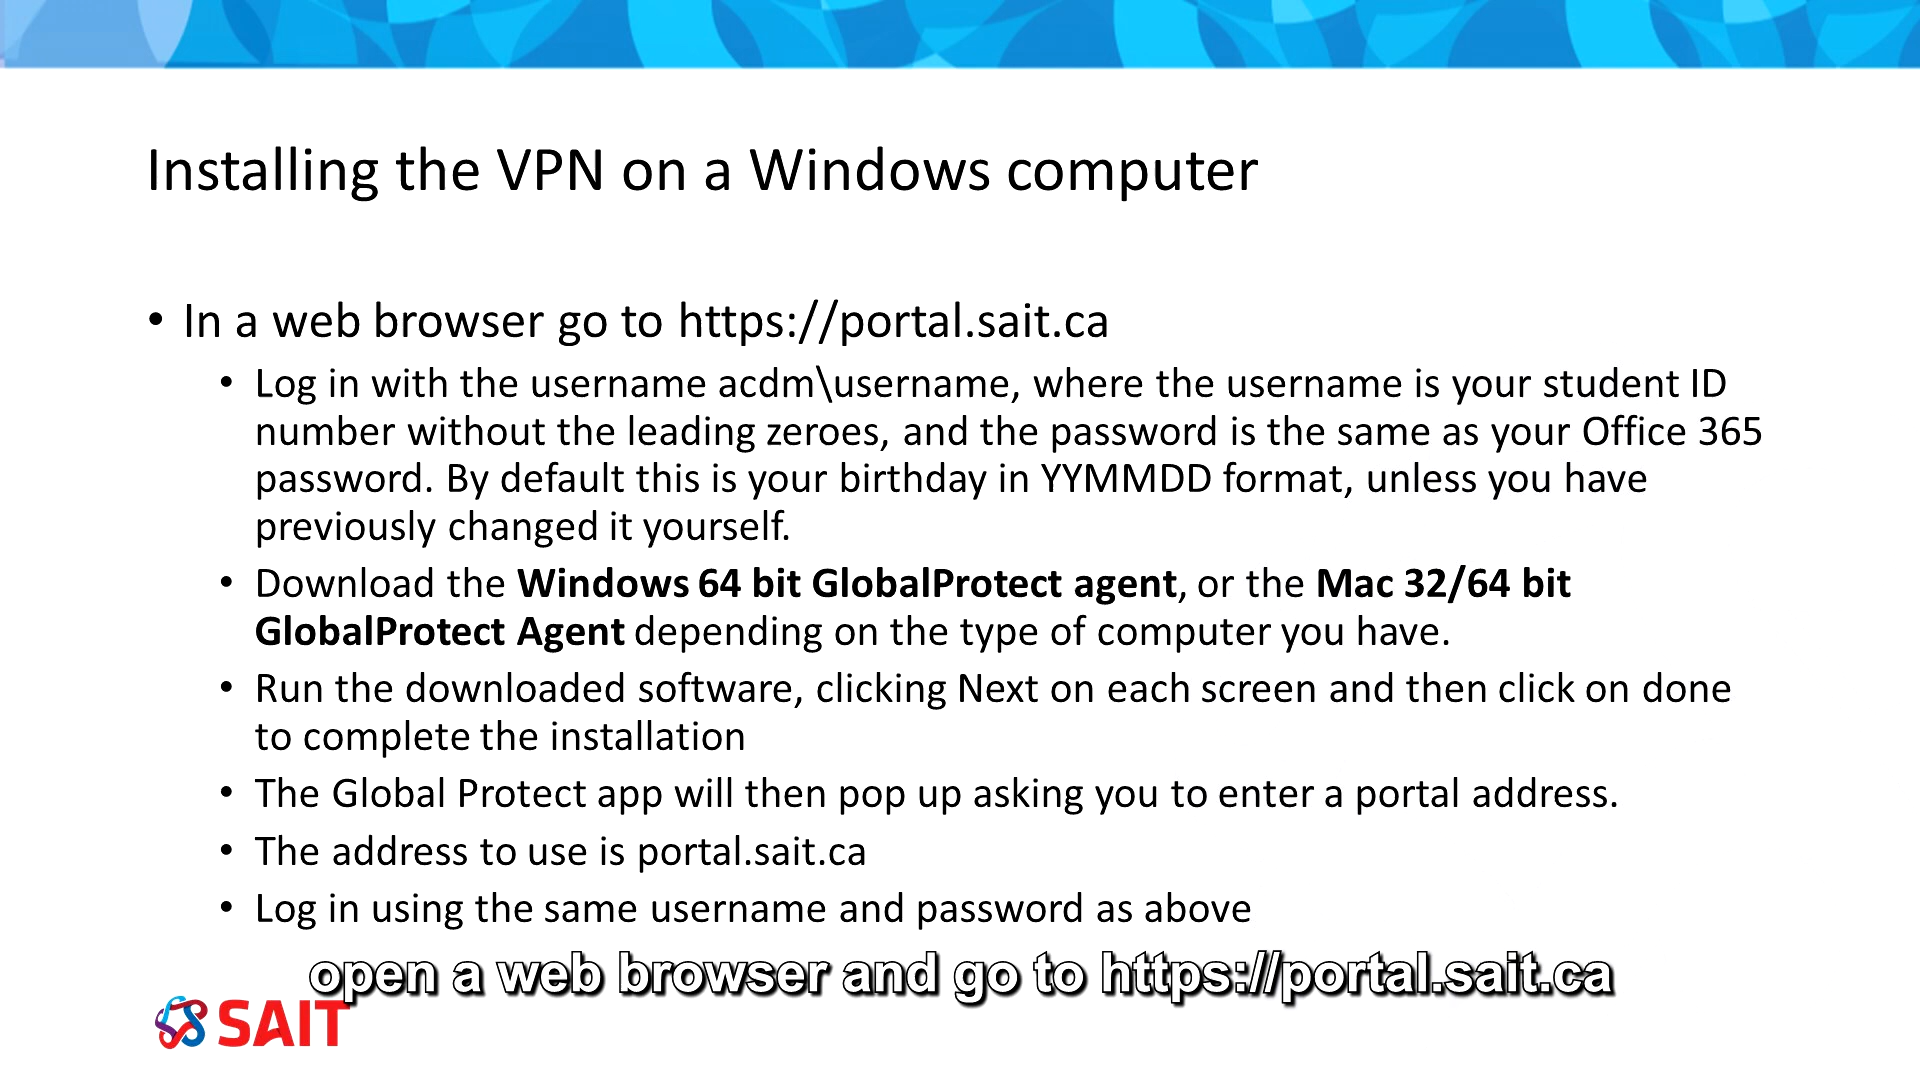 Installing the VPN on a Windows computer
• In a web browser go to https://portal.sait.ca
• Log in with the username acdm\username, where the username is your student ID
number without the leading zeroes, and the password is the same as your Office 365
password. By default this is your birthday in YYMMDD format, unless you have
previously changed it yourself.
• Download the Windows 64 bit GlobalProtect agent, or the Mac 32/64 bit
GlobalProtect Agent depending on the type of computer you have.
• Run the downloaded software, clicking Next on each screen and then click on done
to complete the installation
• The Global Protect app will then pop up asking you to enter a portal address.
• The address to use is portal.sait.ca
• Log in using the same username and password as above
open a web browser and go to https://portal.sait.ca
SAIT